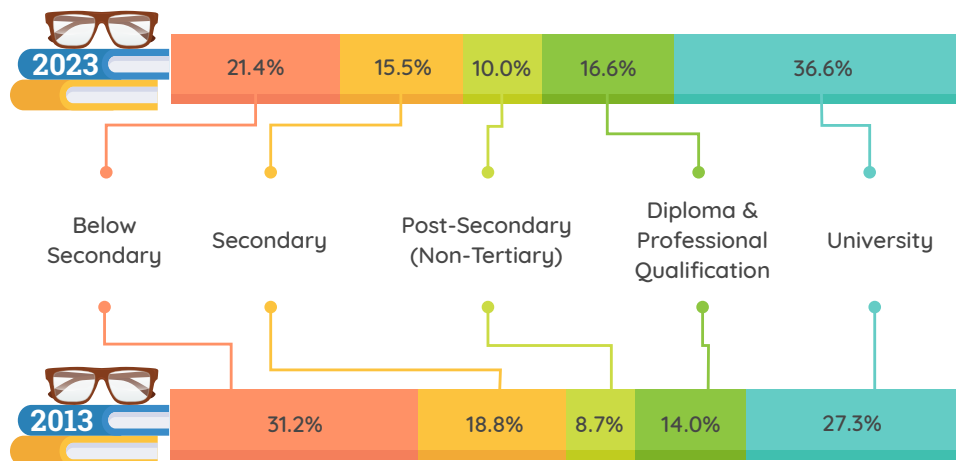 2023
21.4%
15.5%
10.0%
16.6%
36.6%
Below
Secondary
Secondary
Post-Secondary
(Non-Tertiary)
Diploma &
Professional
Qualification
University
2013
31.2%
18.8%
8.7%
14.0%
27.3%